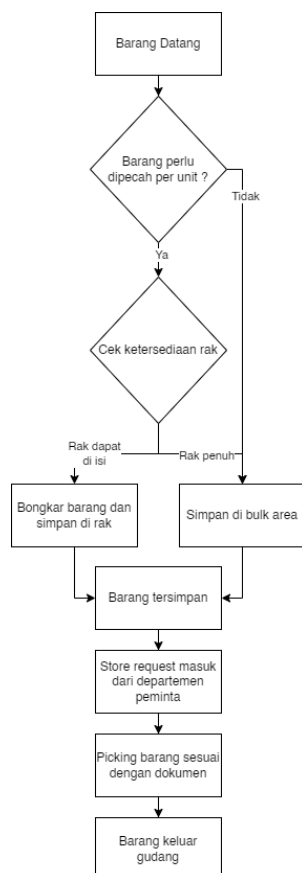 Barang Datang
Barang perlu
dipecah per unit ?
Tidak
Ya
Cek ketersediaan rak
Rak dapat
di isi
Rak penuh
Bongkar barang dan
simpan di rak
Simpan di bulk area
Barang tersimpan
Store request masuk
dari departemen
peminta
Picking barang sesuai
dengan dokumen
Barang keluar
gudang